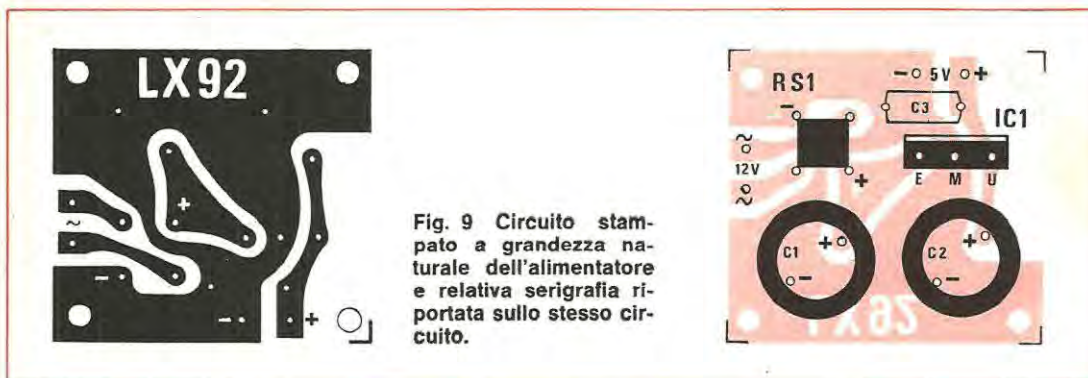 LX92
+
~
-
- +
Fig. 9 Circuito stam-
pato a grandezza na-
turale dell'alimentatore
e relativa serigrafia ri-
portata sullo stesso cir-
cuito.
- 5V +
RS1
-
C3
IC1
~
12V
~
+
E M U
C1 + -
C2 + -
LX92